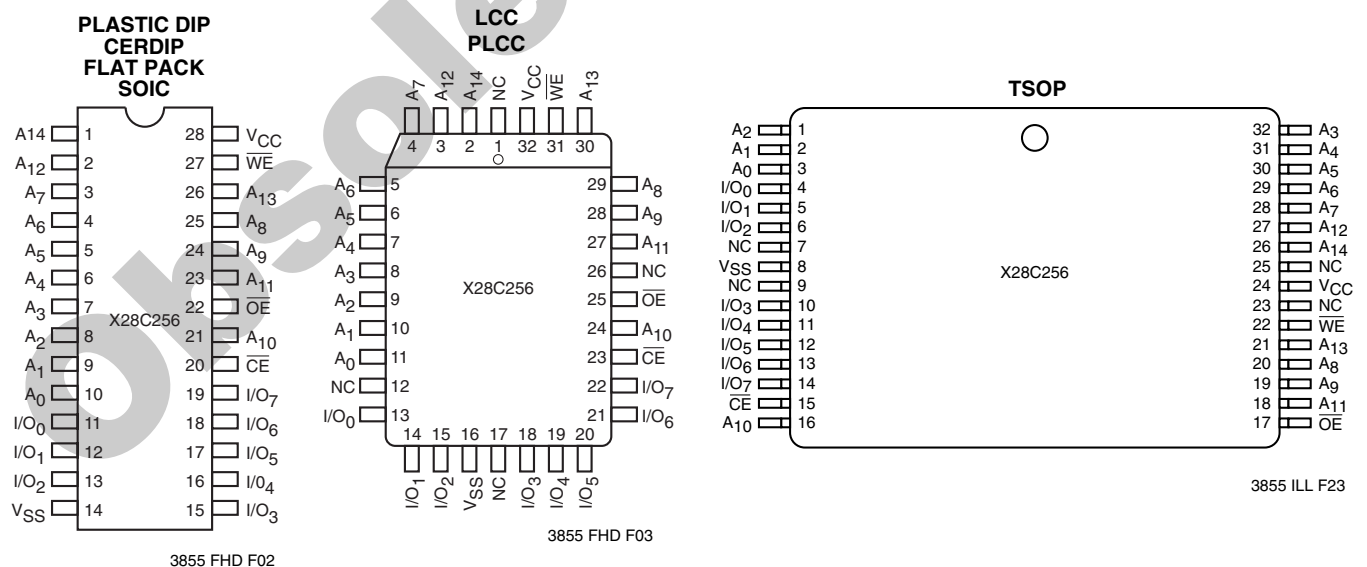 PLASTIC DIP
CERDIP
FLAT PACK
SOIC
A14 1 28 VCC
A12 2 27 WE
A7 3 26 A13
A6 4 25 A8
A5 5 24 A9
A4 6 23 A11
A3 7 22 OE
X28C256
A2 8 21 A10
A1 9 20 CE
A0 10 19 I/O7
I/O0 11 18 I/O6
I/O1 12 17 I/O5
I/O2 13 16 I/04
VSS 14 15 I/O3
3855 FHD F02
LCC
PLCC
A7 A12 A14 NC VCC WE A13
4 3 2 1 32 31 30
A6 5 29 A8
A5 6 28 A9
A4 7 27 A11
A3 8 26 NC
X28C256
A2 9 25 OE
A1 10 24 A10
A0 11 23 CE
NC 12 22 I/O7
I/O0 13 21 I/O6
14 15 16 17 18 19 20
I/O1 I/O2 VSS NC I/O3 I/O4 I/O5
3855 FHD F03
TSOP
A2 1 32 A3
A1 2 31 A4
A0 3 30 A5
I/O0 4 29 A6
I/O1 5 28 A7
I/O2 6 27 A12
NC 7 26 A14
VSS 8 25 NC
X28C256
NC 9 24 VCC
I/O3 10 23 NC
I/O4 11 22 WE
I/O5 12 21 A13
I/O6 13 20 A8
I/O7 14 19 A9
CE 15 18 A11
A10 16 17 OE
3855 ILL F23
Obsole